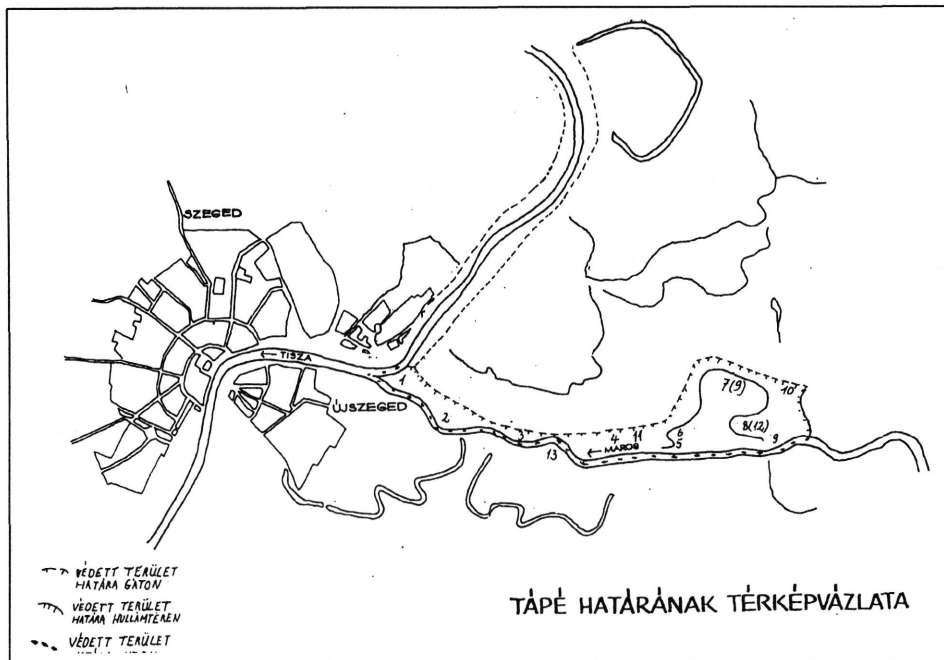 SZEGED
← TISZA
ÚJSZEGED
1
2
3
13
4
11
← MAROS
6
5
7(9)
8(12)
9
10
VÉDETT TERÜLET
HATÁRA GÁTON
VÉDETT TERÜLET
HATÁRA HULLÁMTÉREN
VÉDETT TERÜLET
TÁPÉ HATÁRÁNAK TÉRKÉPVÁZLATA